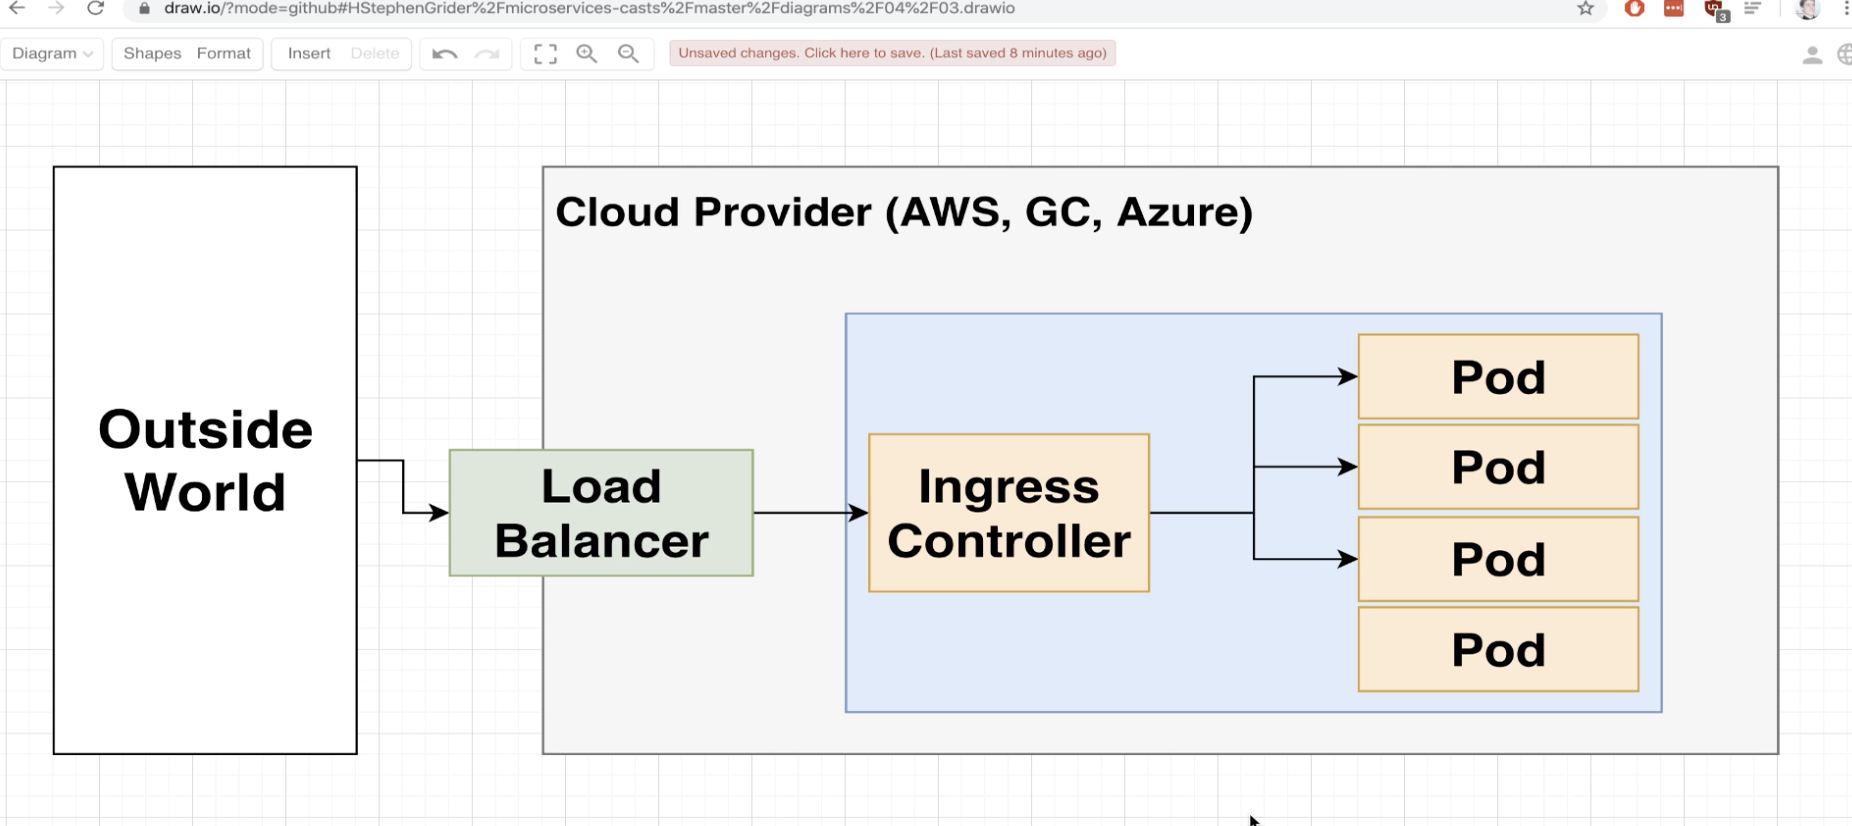 draw.io/?mode=github#HStephenGrider%2Fmicroservices-casts%2Fmaster%2Fdiagrams%2F04%2F03.drawio
3
Diagram Shapes Format Insert Delete Unsaved changes. Click here to save. (Last saved 8 minutes ago)
Cloud Provider (AWS, GC, Azure)
Outside
World
Load
Balancer
Ingress
Controller
Pod
Pod
Pod
Pod